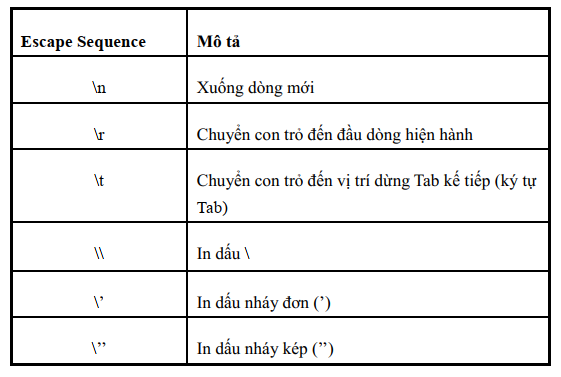 Escape Sequence Mô tả
\n Xuống dòng mới
\r Chuyển con trỏ đến đầu dòng hiện hành
\t Chuyển con trỏ đến vị trí dừng Tab kế tiếp (ký tự
Tab)
\\ In dấu \
\’ In dấu nháy đơn (’)
\’’ In dấu nháy kép (’’)